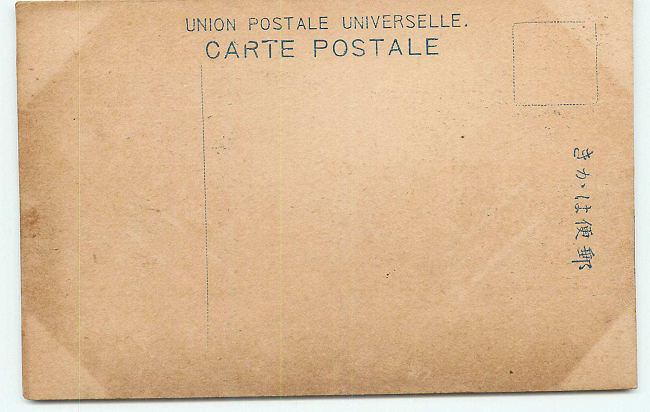 UNION POSTALE UNIVERSELLE.
CARTE POSTALE
きかは便郵